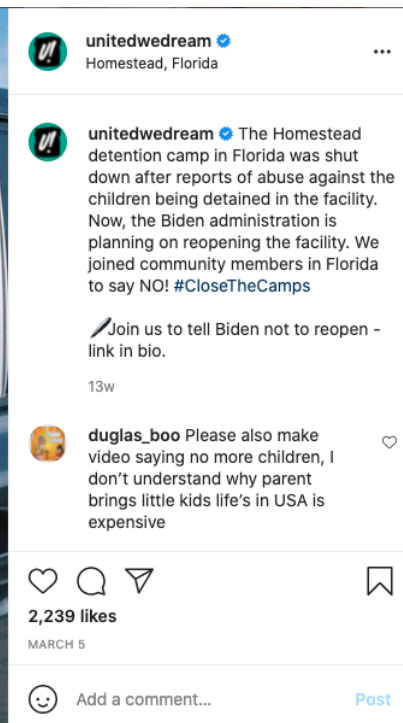 unitedwedream
Homestead, Florida
unitedwedream The Homestead
detention camp in Florida was shut
down after reports of abuse against the
children being detained in the facility.
Now, the Biden administration is
planning on reopening the facility. We
joined community members in Florida
to say NO! #CloseTheCamps
Join us to tell Biden not to reopen -
link in bio.
13w
duglas_boo Please also make
video saying no more children, I
don’t understand why parent
brings little kids life’s in USA is
expensive
2,239 likes
MARCH 5
Add a comment...
Post